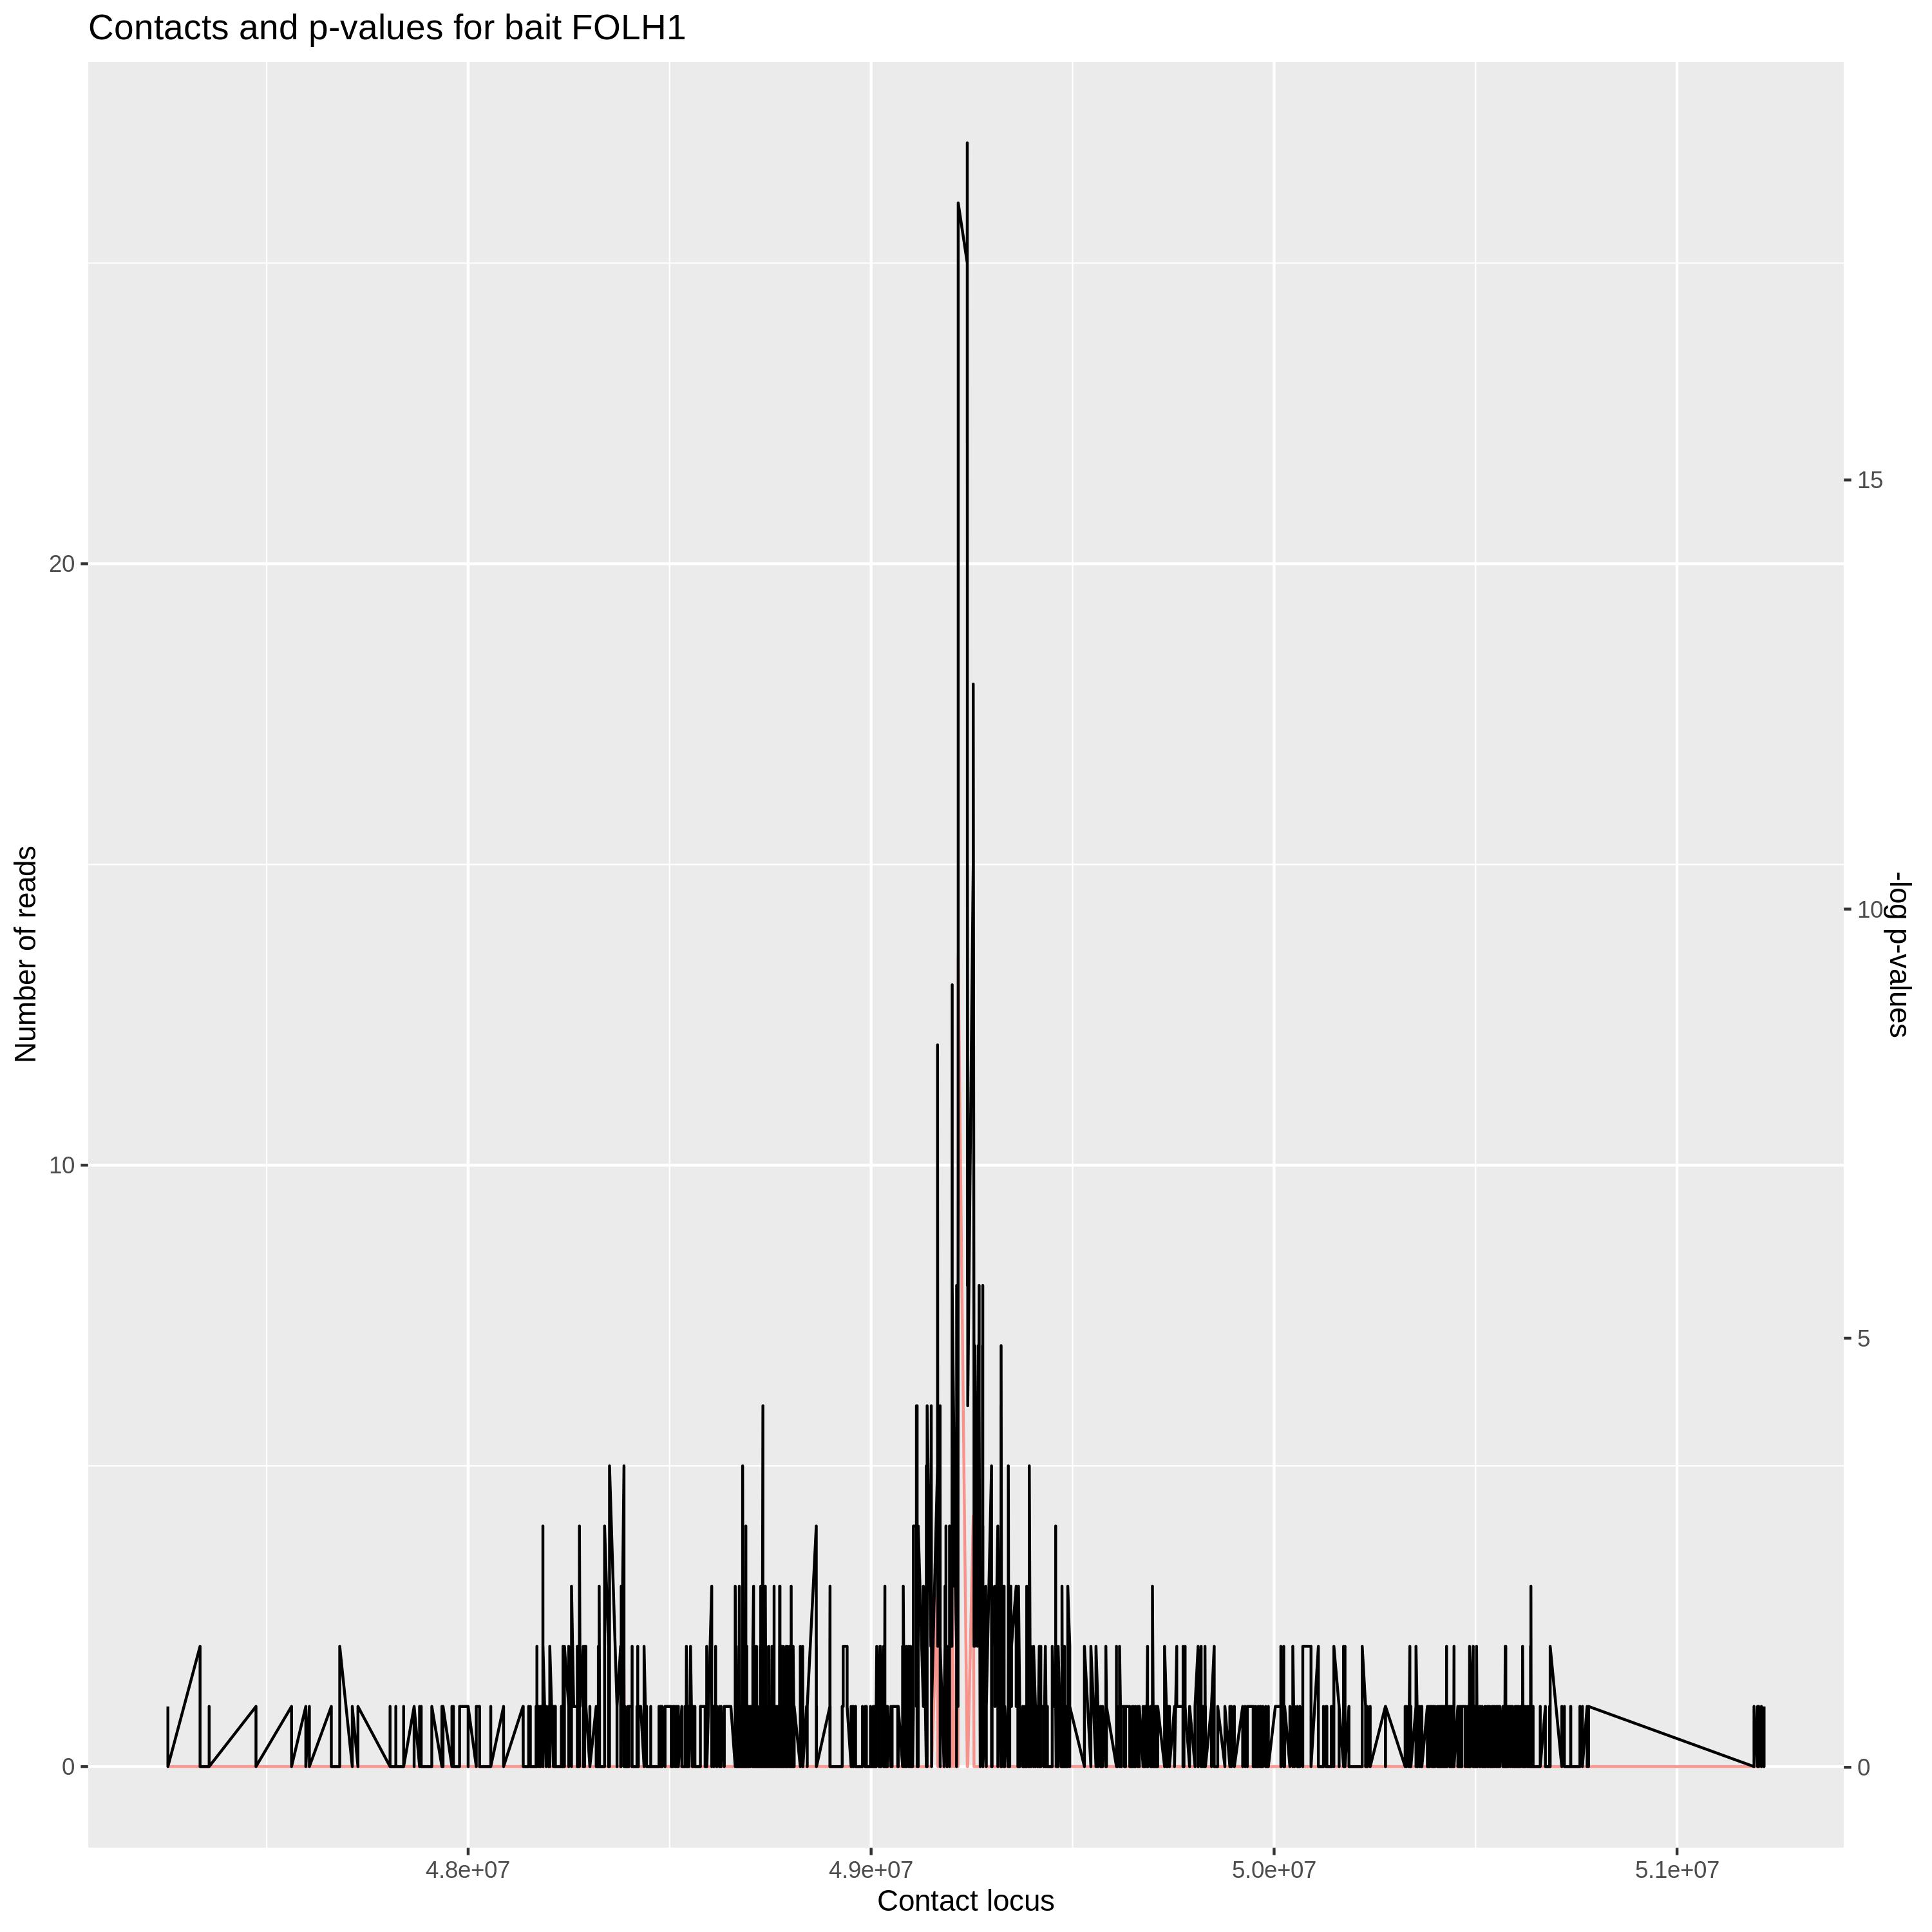 Contacts and p-values for bait FOLH1
Number of reads
20
10
0
15
10
5
0
-log p-values
4.8e+07
4.9e+07
5.0e+07
5.1e+07
Contact locus